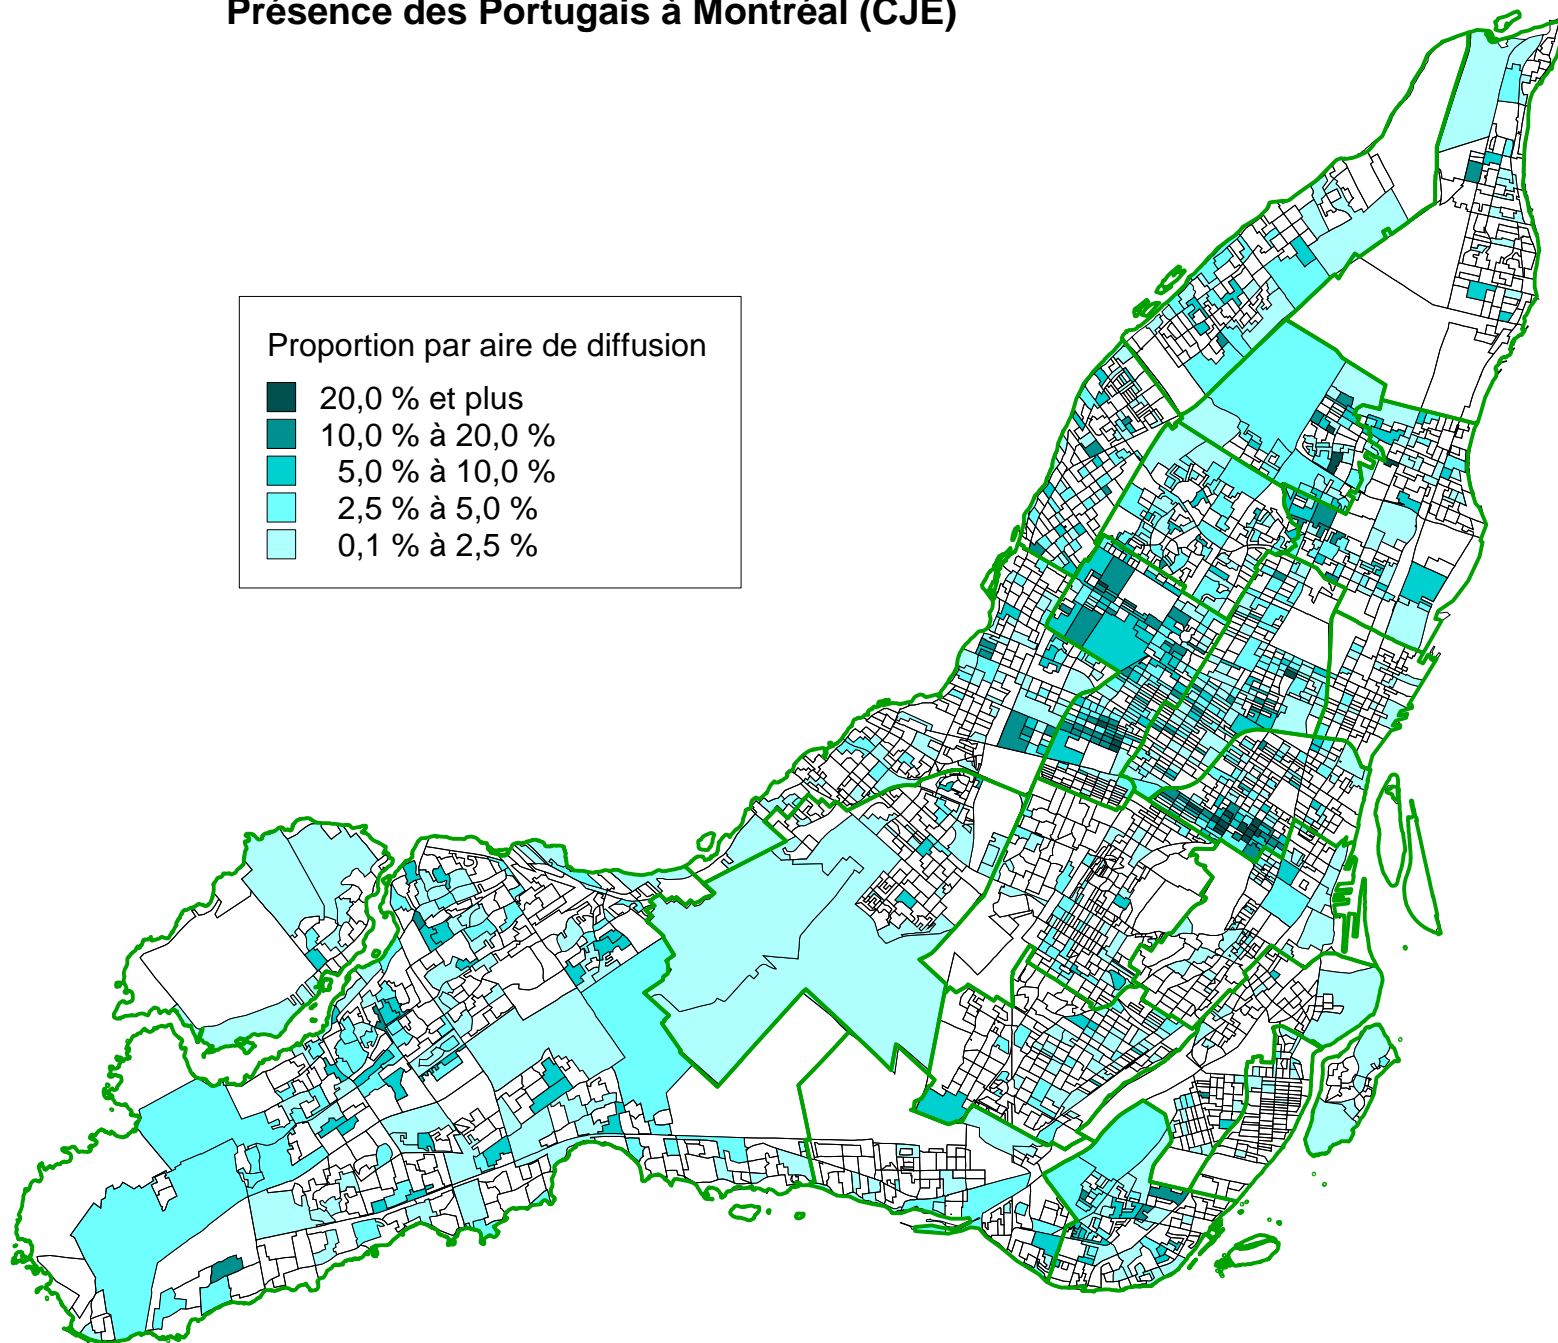 Présence des Portugais à Montréal (CJE)
Proportion par aire de diffusion
20,0 % et plus
10,0 % à 20,0 %
5,0 % à 10,0 %
2,5 % à 5,0 %
0,1 % à 2,5 %